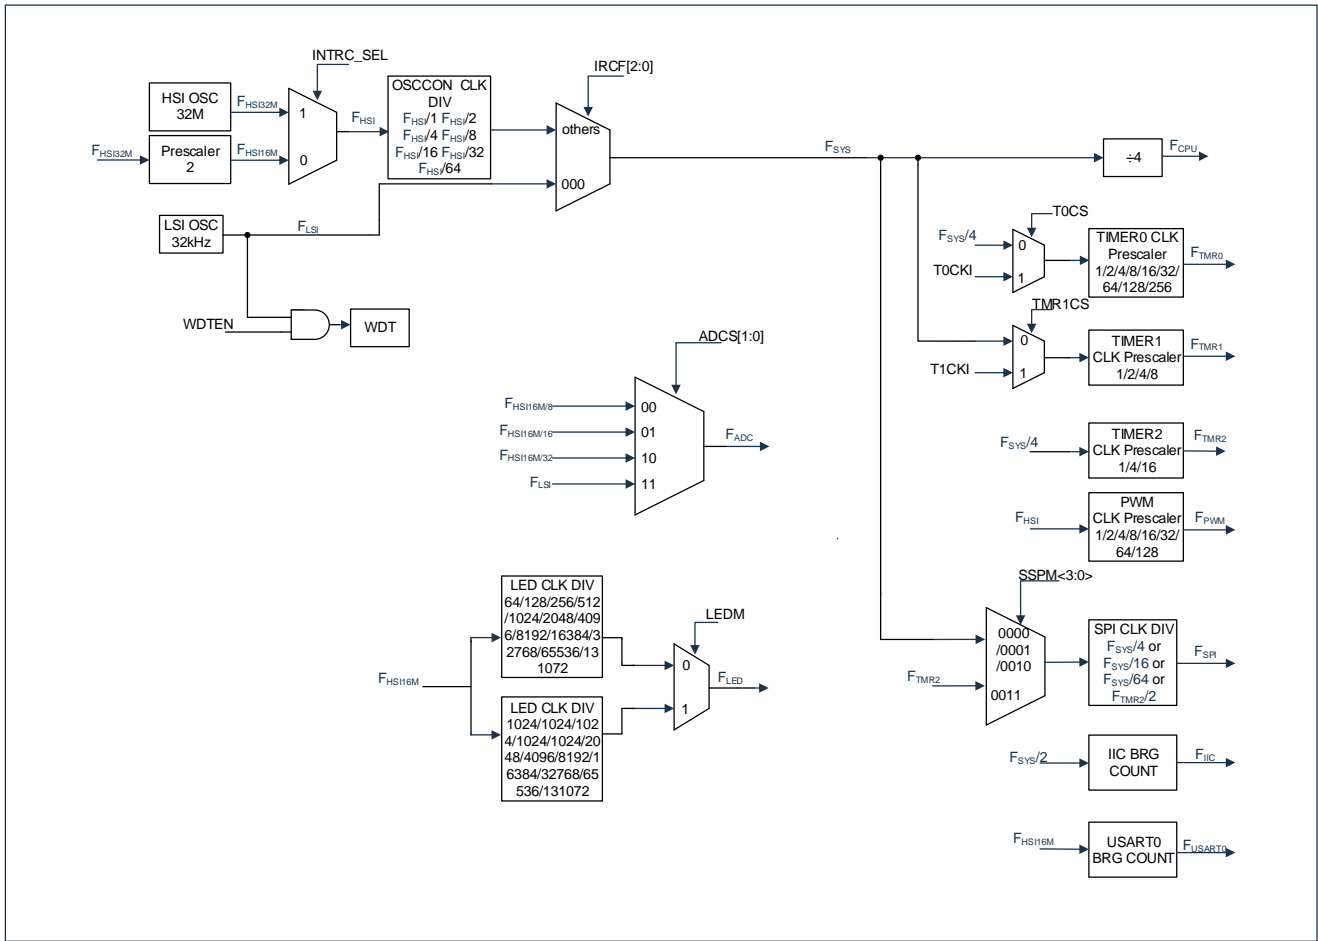 INTRC_SEL
HSI OSC
32M
FHSI32M
1
FHSI32M
Prescaler
2
FHSI16M
0
FHSI
OSCCON CLK
DIV
FHSI/1 FHSI/2
FHSI/4 FHSI/8
FHSI/16 FHSI/32
FHSI/64
IRCF[2:0]
others
000
LSI OSC
32kHz
FLSI
WDTEN
WDT
FSYS
÷4
FCPU
T0CS
FSYS/4
0
T0CKI
1
TIMER0 CLK
Prescaler
1/2/4/8/16/32/
64/128/256
FTMR0
TMR1CS
0
T1CKI
1
TIMER1
CLK Prescaler
1/2/4/8
FTMR1
ADCS[1:0]
FHSI16M/8
00
FHSI16M/16
01
FHSI16M/32
10
FLSI
11
FADC
FSYS/4
TIMER2
CLK Prescaler
1/4/16
FTMR2
FHSI
PWM
CLK Prescaler
1/2/4/8/16/32/
64/128
FPWM
FHSI16M
LED CLK DIV
64/128/256/512
/1024/2048/409
6/8192/16384/3
2768/65536/13
1072
LED CLK DIV
1024/1024/102
4/1024/1024/20
48/4096/8192/1
6384/32768/65
536/131072
LEDM
0
1
FLED
SSPM<3:0>
0000
/0001
/0010
FTMR2
0011
SPI CLK DIV
FSYS/4 or
FSYS/16 or
FSYS/64 or
FTMR2/2
FSPI
FSYS/2
IIC BRG
COUNT
FIIC
FHSI16M
USART0
BRG COUNT
FUSART0